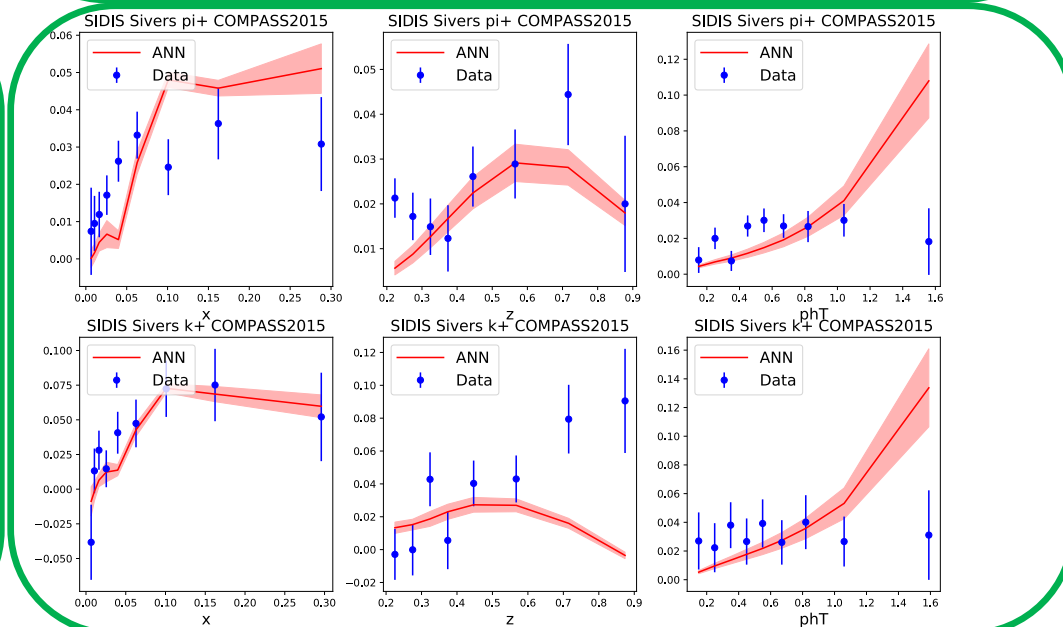 SIDIS Sivers pi+ COMPASS2015 SIDIS Sivers pi+ COMPASS2015 SIDIS Sivers pi+ COMPASS2015
ANN
Data
0.06
0.05
0.04
0.03
0.02
0.01
0.00
0.00 0.05 0.10 0.15 0.20 0.25 0.30
x
ANN
Data
0.05
0.04
0.03
0.02
0.01
0.2 0.3 0.4 0.5 0.6 0.7 0.8 0.9
z
ANN
Data
0.12
0.10
0.08
0.06
0.04
0.02
0.00
0.2 0.4 0.6 0.8 1.0 1.2 1.4 1.6
phT
SIDIS Sivers k+ COMPASS2015 SIDIS Sivers k+ COMPASS2015 SIDIS Sivers k+ COMPASS2015
ANN
Data
0.100
0.075
0.050
0.025
0.000
−0.025
−0.050
0.00 0.05 0.10 0.15 0.20 0.25 0.30
x
ANN
Data
0.12
0.10
0.08
0.06
0.04
0.02
0.00
−0.02
0.2 0.3 0.4 0.5 0.6 0.7 0.8 0.9
z
ANN
Data
0.16
0.14
0.12
0.10
0.08
0.06
0.04
0.02
0.00
0.2 0.4 0.6 0.8 1.0 1.2 1.4 1.6
phT